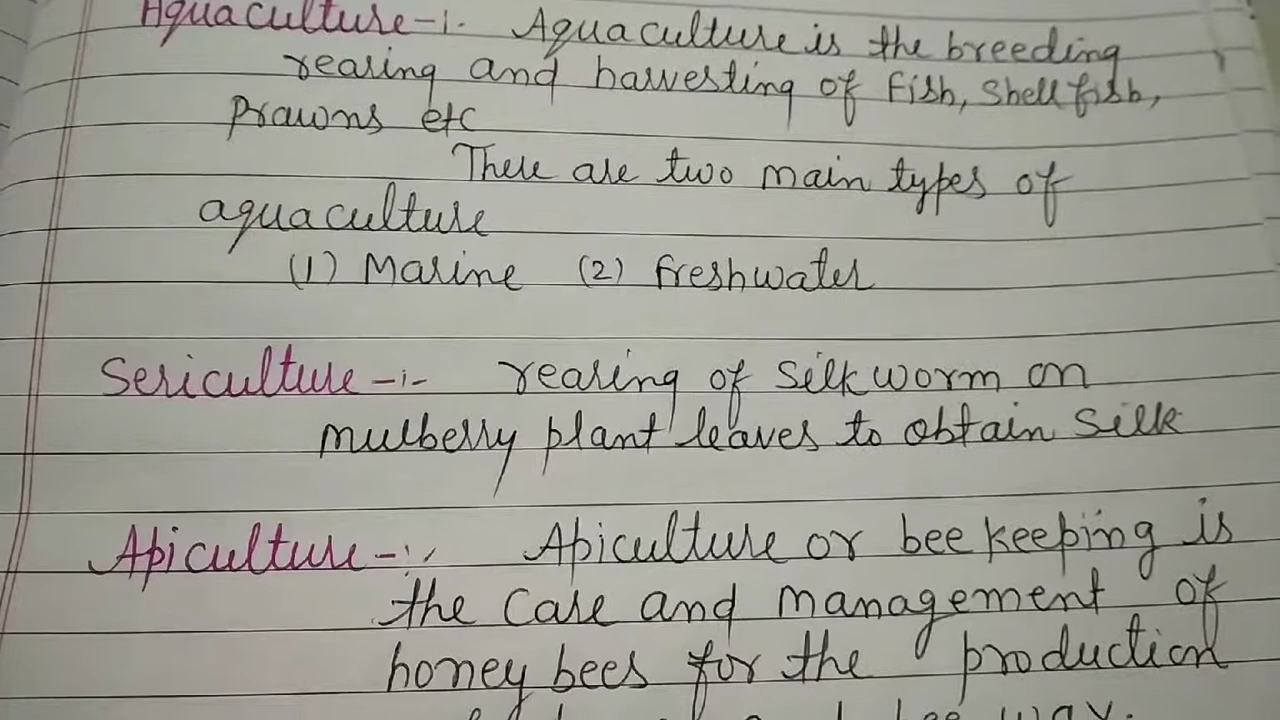 Aquaculture -:- Aquaculture is the breeding
rearing and harvesting of Fish, Shell fish,
Prawns etc
There are two main types of
aquaculture
(1) Marine (2) Freshwater
Sericulture -:- rearing of silkworm on
mulberry plant leaves to obtain silk
Apiculture -:- Apiculture or bee keeping is
the care and management of
honey bees for the production